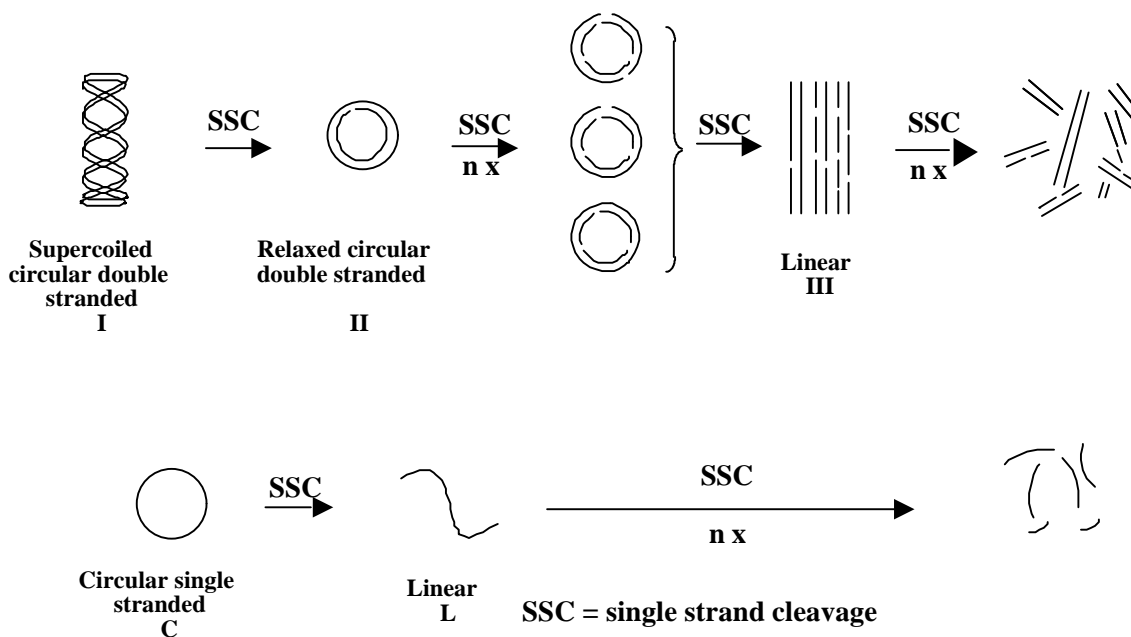 SSC
SSC
n x
SSC
SSC
n x
Supercoiled
circular double
stranded
I
Relaxed circular
double stranded
II
Linear
III
SSC
SSC
n x
Circular single
stranded
C
Linear
L
SSC = single strand cleavage